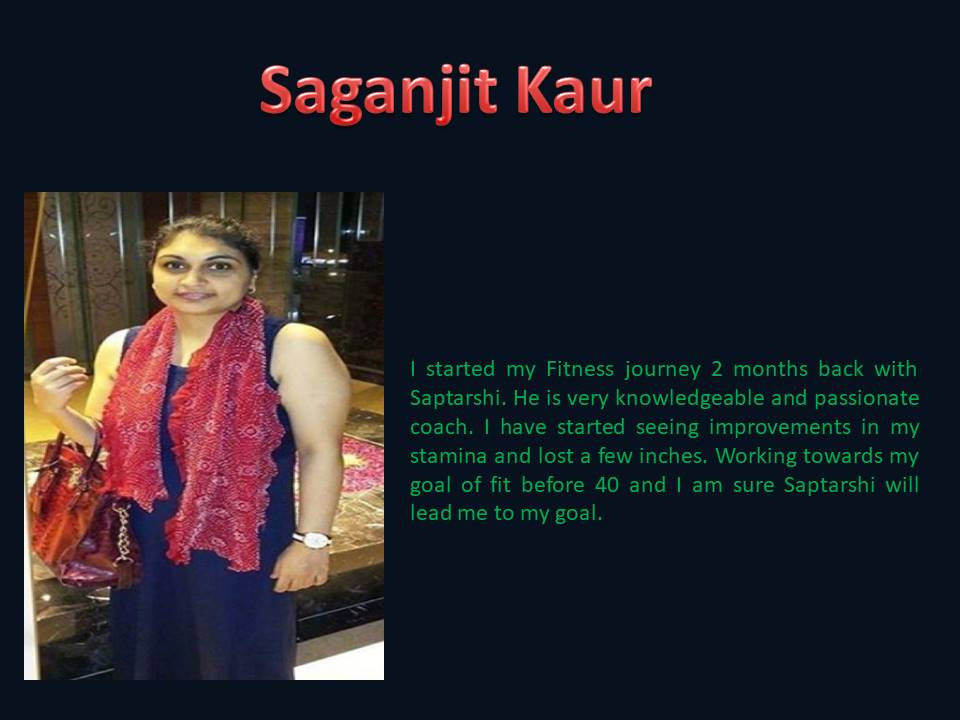 Saganjit Kaur
I started my Fitness journey 2 months back with
Saptarshi. He is very knowledgeable and passionate
coach. I have started seeing improvements in my
stamina and lost a few inches. Working towards my
goal of fit before 40 and I am sure Saptarshi will
lead me to my goal.